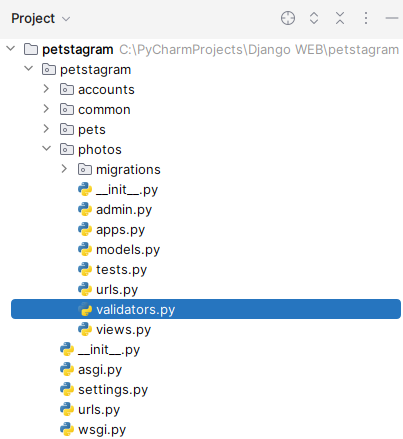 Project
petstagram C:\PyCharmProjects\Django WEB\petstagram
petstagram
accounts
common
pets
photos
migrations
__init__.py
admin.py
apps.py
models.py
tests.py
urls.py
validators.py
views.py
__init__.py
asgi.py
settings.py
urls.py
wsgi.py